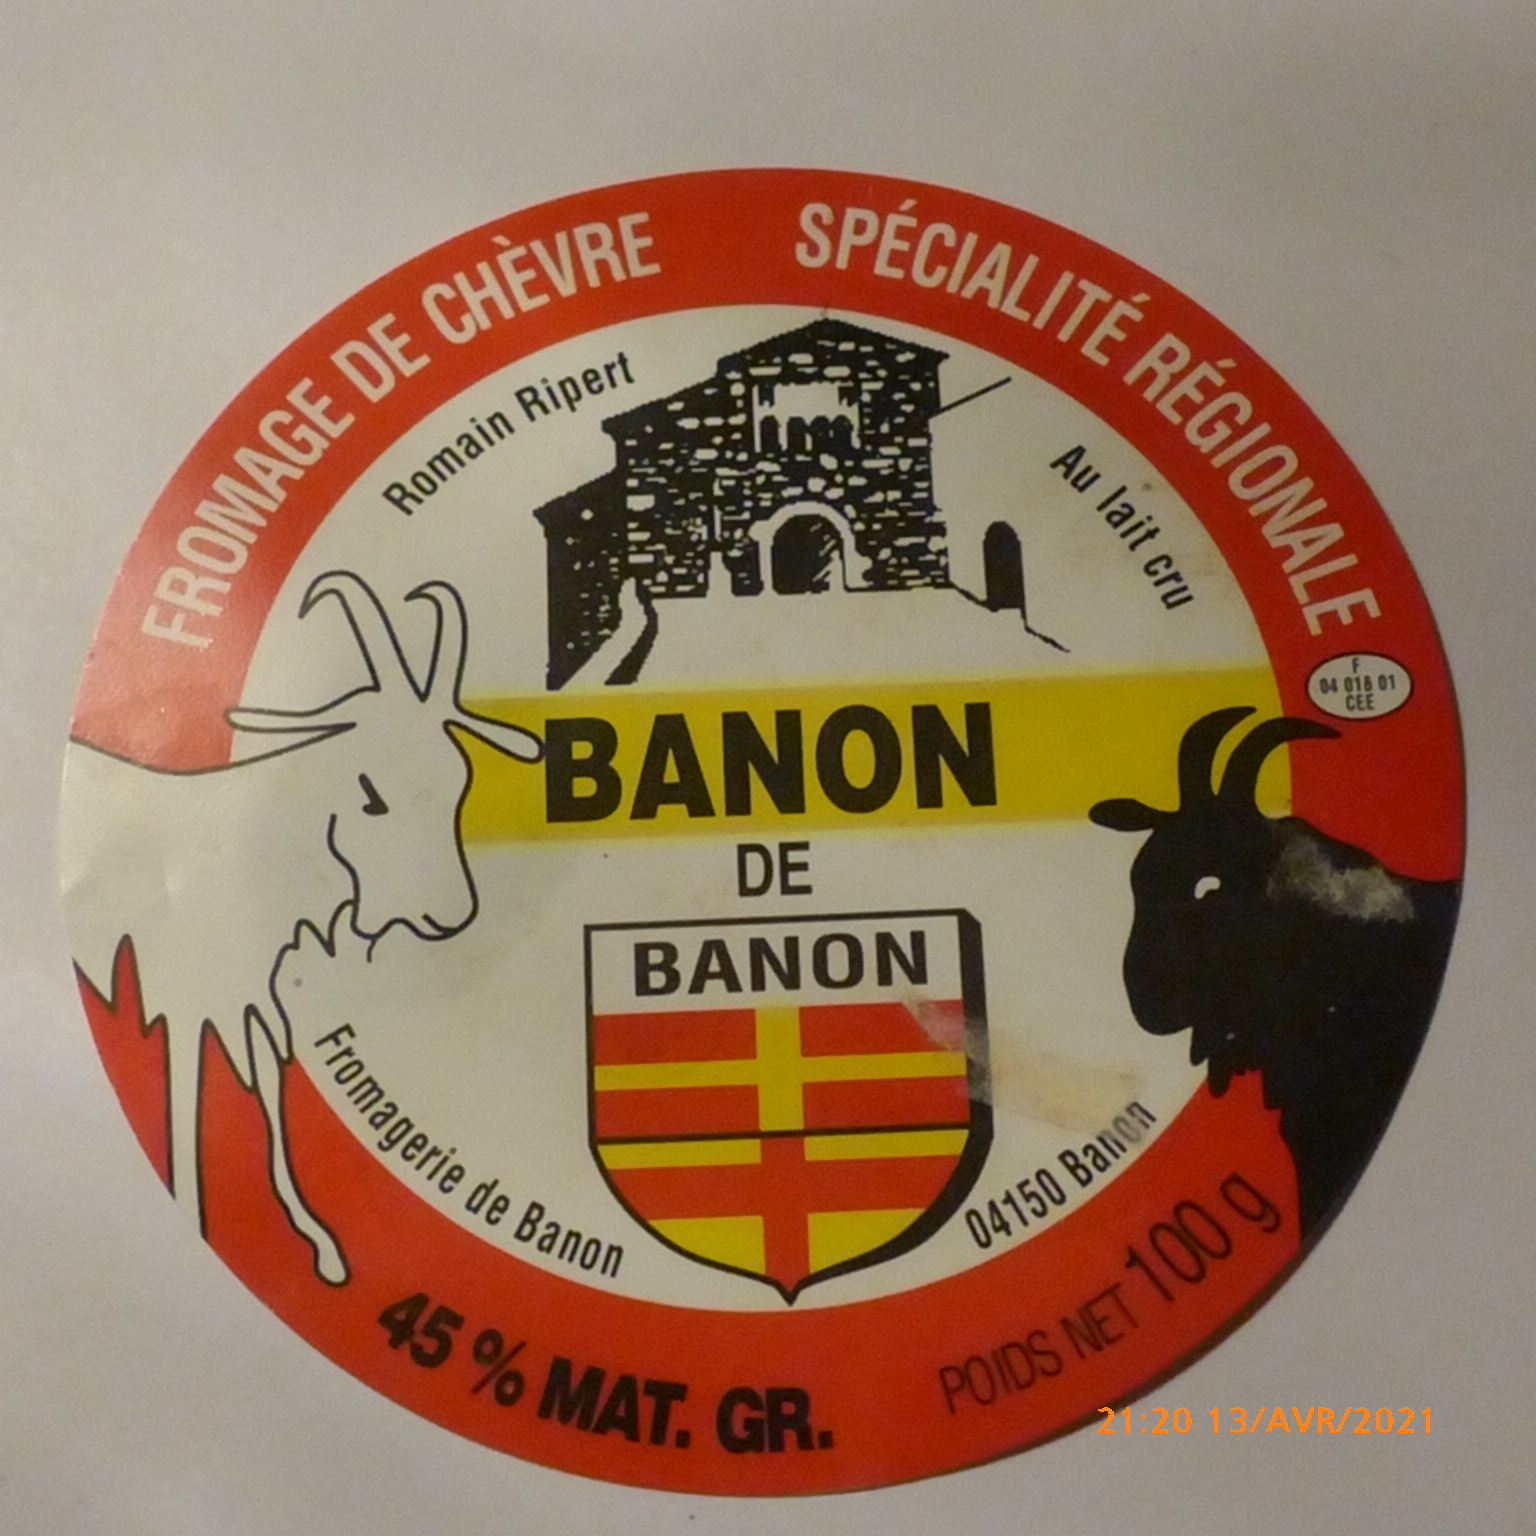 FROMAGE DE CHÈVRE
SPÉCIALITÉ RÉGIONALE
Romain Ripert
Au lait cru
F
04 018 01
CEE
BANON
DE
BANON
Fromagerie de Banon
04150 Banon
45 % MAT. GR.
POIDS NET 100 g
21:20 13/AVR/2021